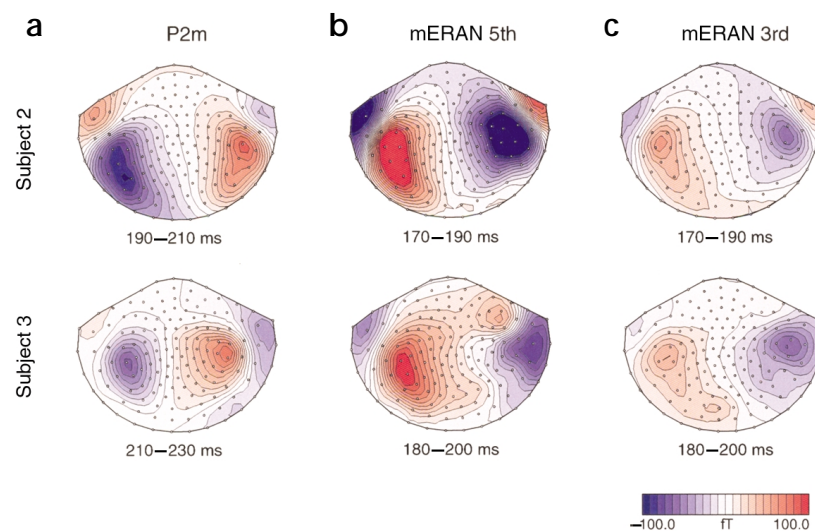 a b c
P2m mERAN 5th mERAN 3rd
Subject 2
190–210 ms 170–190 ms 170–190 ms
Subject 3
210–230 ms 180–200 ms 180–200 ms
–100.0 fT 100.0